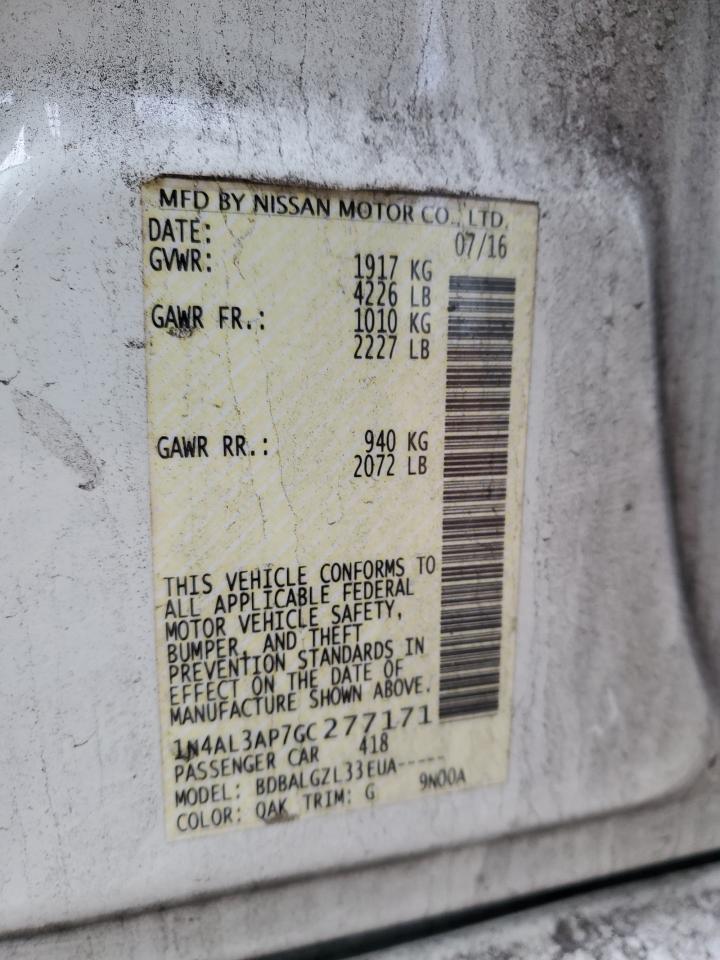 MFD BY NISSAN MOTOR CO., LTD.
DATE: 07/16
GVWR: 1917 KG
4226 LB
GAWR FR.: 1010 KG
2227 LB
GAWR RR.: 940 KG
2072 LB
THIS VEHICLE CONFORMS TO
ALL APPLICABLE FEDERAL
MOTOR VEHICLE SAFETY,
BUMPER, AND THEFT
PREVENTION STANDARDS IN
EFFECT ON THE DATE OF
MANUFACTURE SHOWN ABOVE.
1N4AL3AP7GC277171
PASSENGER CAR 418
MODEL: BDBALGZL33EUA-----
COLOR: QAK TRIM: G 9N00A